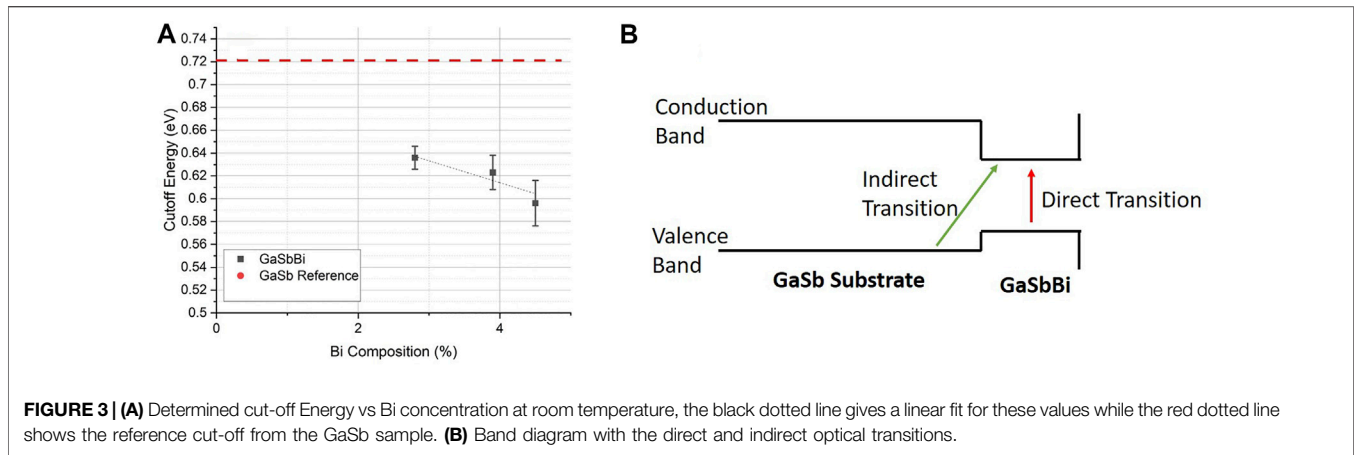 A
0.74
0.72
0.7
0.68
0.66
0.64
0.62
0.6
0.58
0.56
0.54
0.52
0.5
Cutoff Energy (eV)
GaSbBi
GaSb Reference
0
2
4
Bi Composition (%)
B
Conduction
Band
Indirect
Transition
Direct Transition
Valence
Band
GaSb Substrate
GaSbBi
FIGURE 3 | (A) Determined cut-off Energy vs Bi concentration at room temperature, the black dotted line gives a linear fit for these values while the red dotted line
shows the reference cut-off from the GaSb sample. (B) Band diagram with the direct and indirect optical transitions.